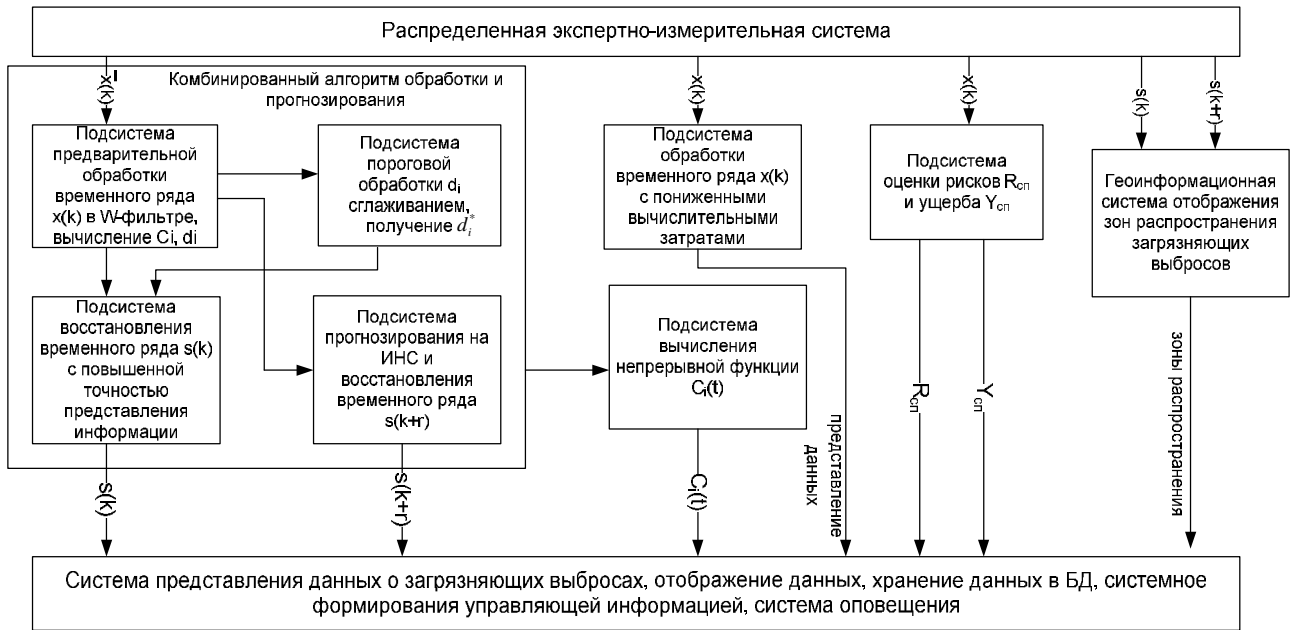 Распределенная экспертно-измерительная система
Комбинированный алгоритм обработки и
прогнозирования
x(k)
x(k)
x(k)
s(k)
s(k+r)
Подсистема
предварительной
обработки
временного ряда
x(k) в W-фильтре,
вычисление Ci, di
Подсистема
пороговой
обработки di
сглаживанием,
получение di*
Подсистема
обработки
временного ряда x(k)
с пониженными
вычислительными
затратами
Подсистема
оценки рисков Rсп
и ущерба Yсп
Геоинформационная
система отображения
зон распространения
загрязняющих
выбросов
Подсистема
восстановления
временного ряда s(k)
с повышенной
точностью
представления
информации
Подсистема
прогнозирования на
ИНС и
восстановления
временного ряда
s(k+r)
Подсистема
вычисления
непрерывной функции
Ci(t)
s(k)
s(k+r)
Ci(t)
представление
данных
Rсп
Yсп
зоны распространения
Система представления данных о загрязняющих выбросах, отображение данных, хранение данных в БД, системное
формирования управляющей информацией, система оповещения